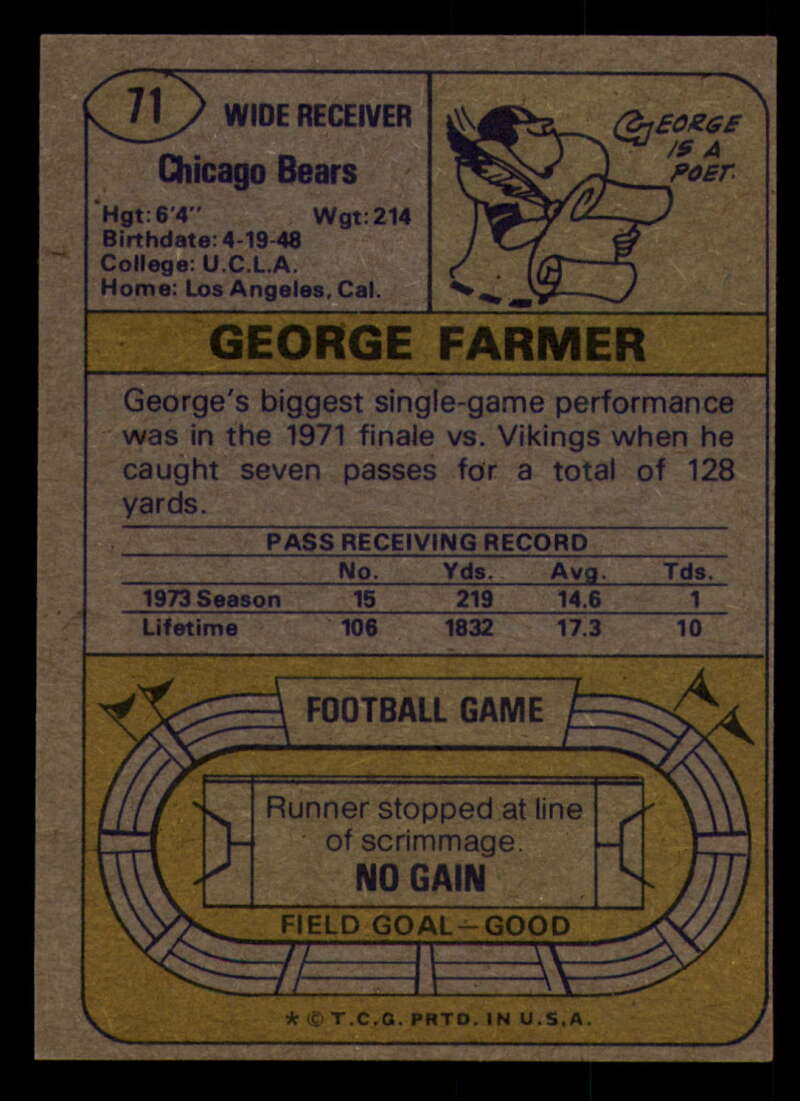 71
WIDE RECEIVER
Chicago Bears
Hgt: 6'4" Wgt: 214
Birthdate: 4-19-48
College: U.C.L.A.
Home: Los Angeles, Cal.
GEORGE
IS A
POET.
GEORGE FARMER
George's biggest single-game performance
was in the 1971 finale vs. Vikings when he
caught seven passes for a total of 128
yards.
PASS RECEIVING RECORD
No. Yds. Avg. Tds.
1973 Season 15 219 14.6 1
Lifetime 106 1832 17.3 10
FOOTBALL GAME
Runner stopped at line
of scrimmage.
NO GAIN
FIELD GOAL—GOOD
* © T.C.G. PRTD. IN U.S.A.